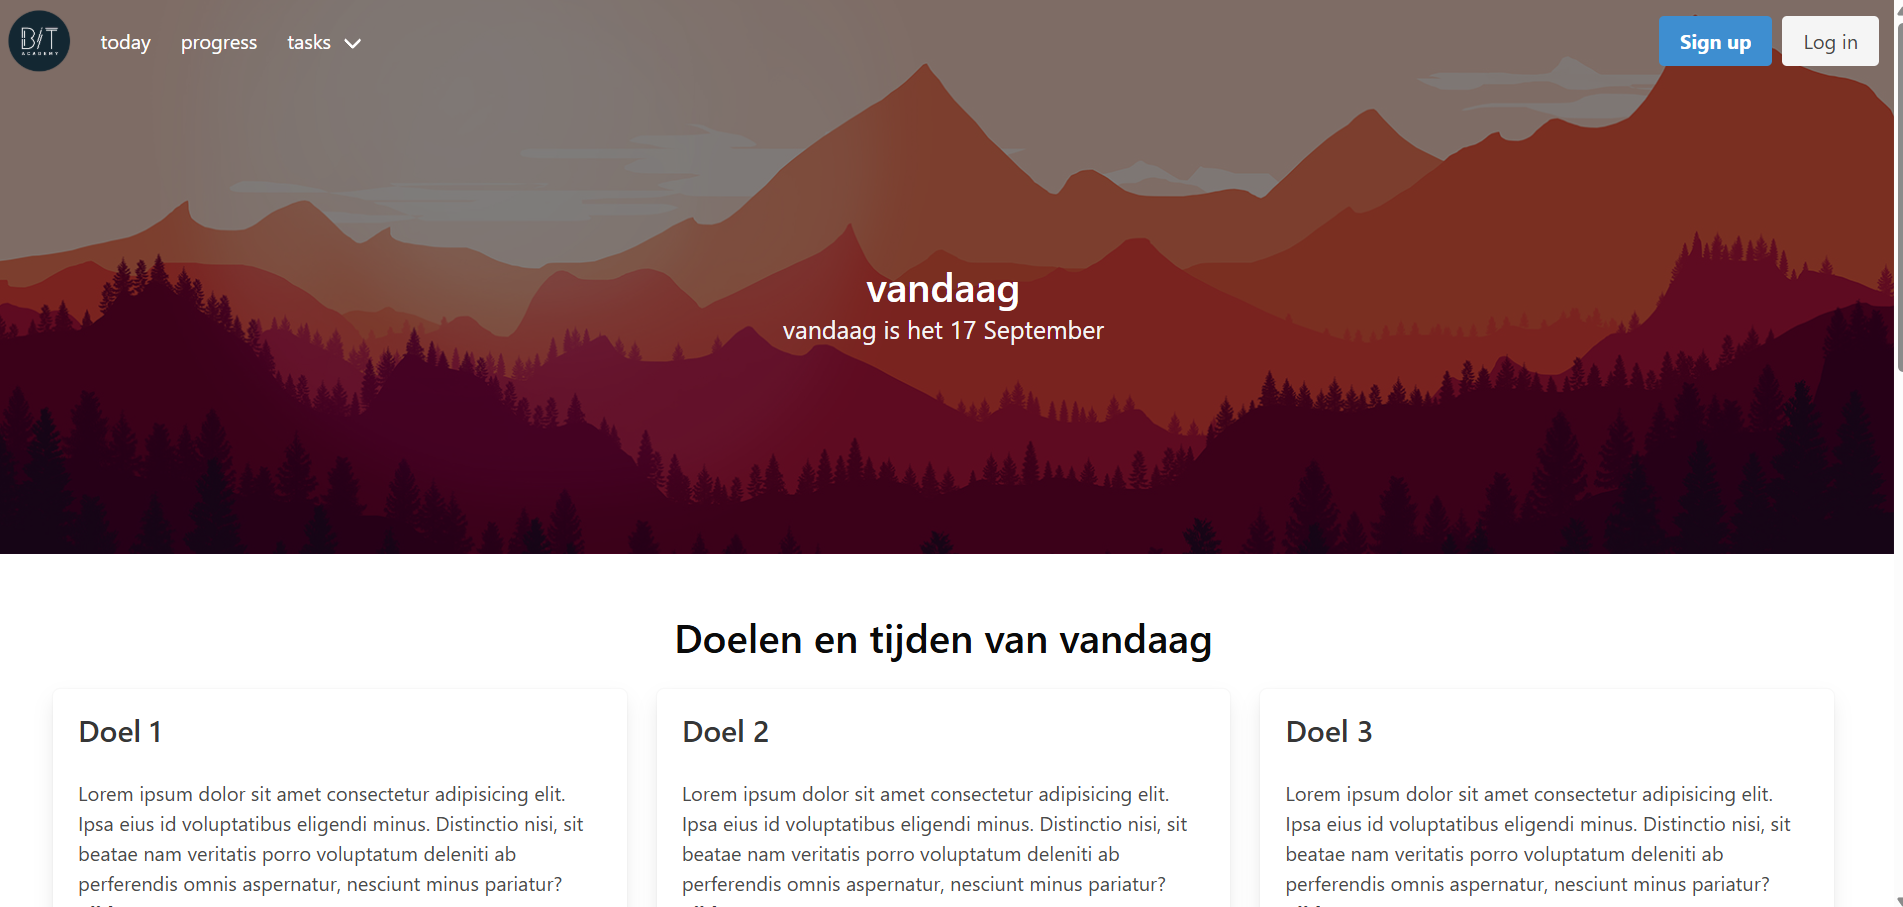 BIT
ACADEMY
today
progress
tasks
Sign up
Log in
vandaag
vandaag is het 17 September
Doelen en tijden van vandaag
Doel 1
Lorem ipsum dolor sit amet consectetur adipisicing elit.
Ipsa eius id voluptatibus eligendi minus. Distinctio nisi, sit
beatae nam veritatis porro voluptatum deleniti ab
perferendis omnis aspernatur, nesciunt minus pariatur?
Doel 2
Lorem ipsum dolor sit amet consectetur adipisicing elit.
Ipsa eius id voluptatibus eligendi minus. Distinctio nisi, sit
beatae nam veritatis porro voluptatum deleniti ab
perferendis omnis aspernatur, nesciunt minus pariatur?
Doel 3
Lorem ipsum dolor sit amet consectetur adipisicing elit.
Ipsa eius id voluptatibus eligendi minus. Distinctio nisi, sit
beatae nam veritatis porro voluptatum deleniti ab
perferendis omnis aspernatur, nesciunt minus pariatur?